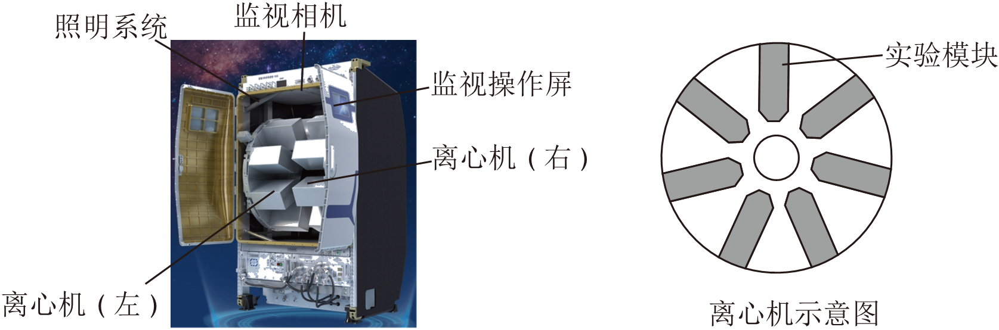 监视相机
照明系统
监视操作屏
离心机(右)
离心机(左)
实验模块
离心机示意图